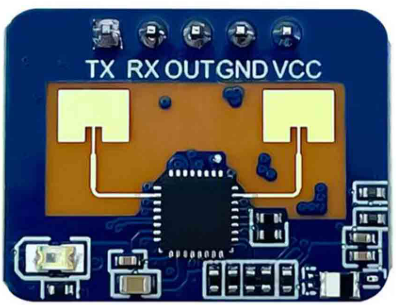 TX RX OUT GND VCC